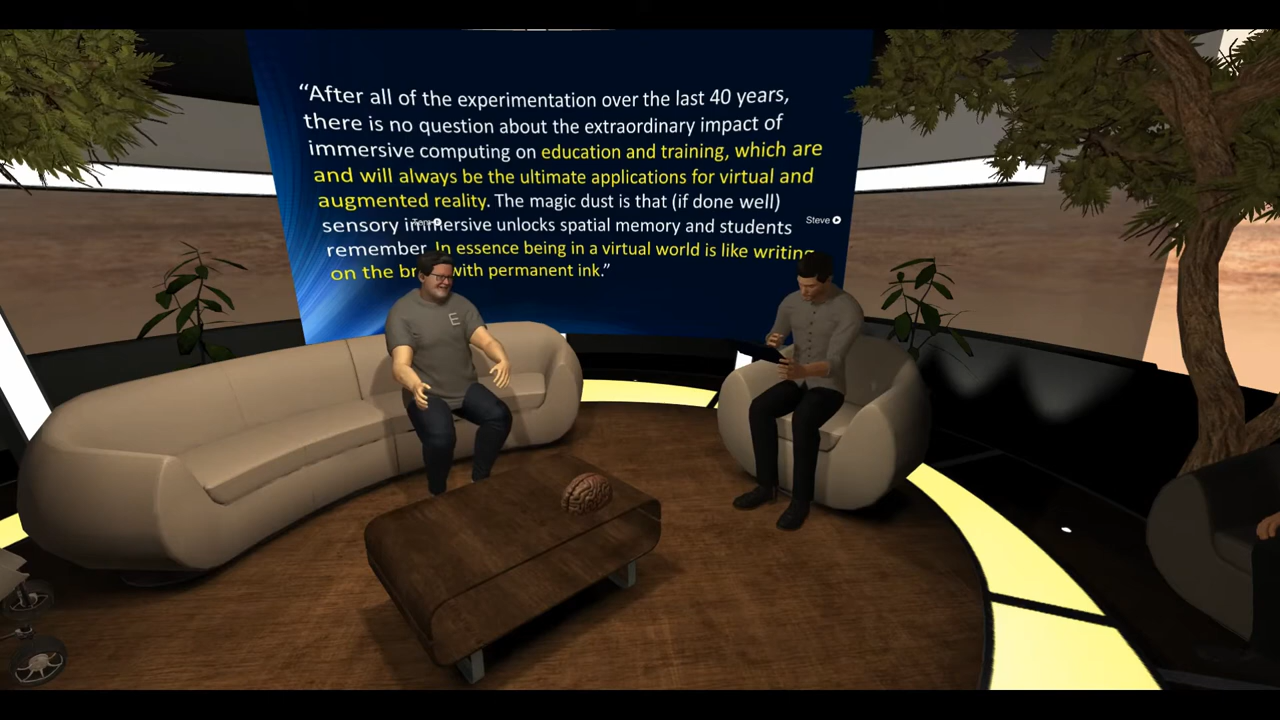 “After all of the experimentation over the last 40 years,
there is no question about the extraordinary impact of
immersive computing on education and training, which are
and will always be the ultimate applications for virtual and
augmented reality. The magic dust is that (if done well)
sensory immersive unlocks spatial memory and students
remember. In essence being in a virtual world is like writing
on the with permanent ink.”
Steve
E